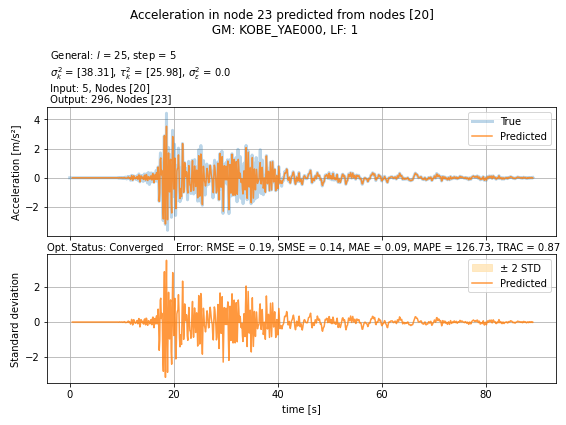 Acceleration in node 23 predicted from nodes [20]
GM: KOBE_YAE000, LF: 1
General: l = 25, step = 5
σ²ₖ = [38.31], τ²ₖ = [25.98], σ²ε = 0.0
Input: 5, Nodes [20]
Output: 296, Nodes [23]
Acceleration [m/s²]
4
2
0
−2
True
Predicted
Opt. Status: Converged Error: RMSE = 0.19, SMSE = 0.14, MAE = 0.09, MAPE = 126.73, TRAC = 0.87
Standard deviation
2
0
−2
± 2 STD
Predicted
0 20 40 60 80
time [s]